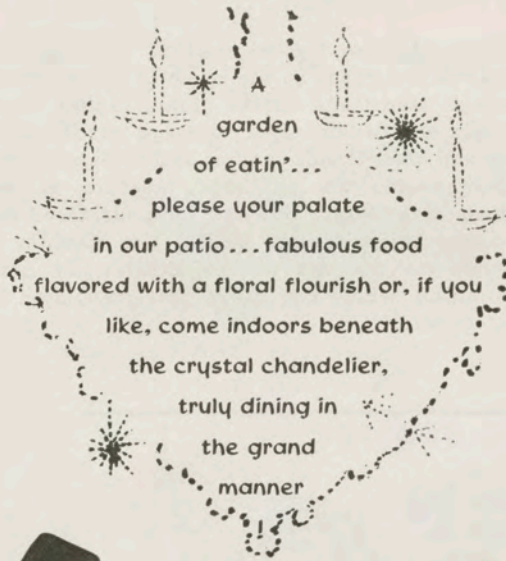 A
garden
of eatin'...
please your palate
in our patio...fabulous food
flavored with a floral flourish or, if you
like, come indoors beneath
the crystal chandelier,
truly dining in
the grand
manner